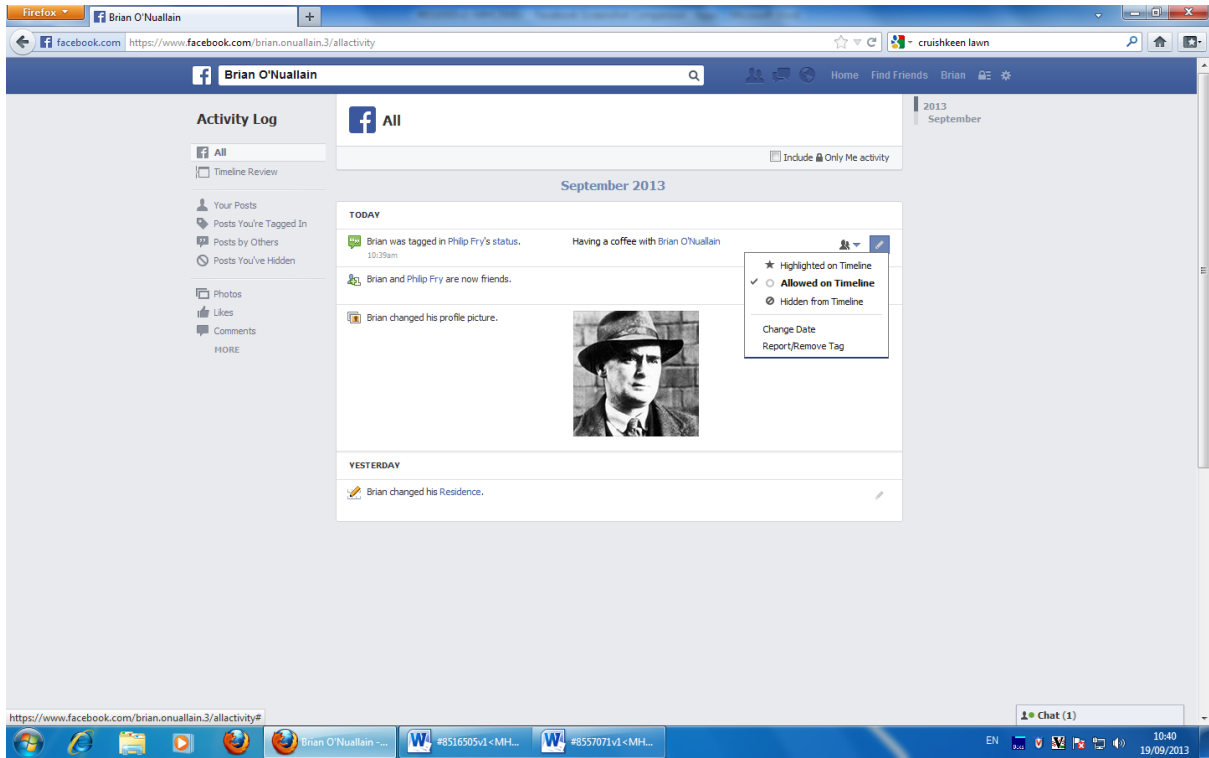 Firefox
Brian O'Nuallain
facebook.com https://www.facebook.com/brian.onuallain.3/allactivity
cruishkeen lawn
Brian O'Nuallain
Home Find Friends Brian
2013
September
Activity Log
All
All
Include Only Me activity
Timeline Review
September 2013
Your Posts
Posts You're Tagged In
Posts by Others
Posts You've Hidden
Photos
Likes
Comments
MORE
TODAY
Brian was tagged in Philip Fry's status. Having a coffee with Brian O'Nuallain
10:39am
Highlighted on Timeline
Allowed on Timeline
Hidden from Timeline
Change Date
Report/Remove Tag
Brian and Philip Fry are now friends.
Brian changed his profile picture.
YESTERDAY
Brian changed his Residence.
https://www.facebook.com/brian.onuallain.3/allactivity#
Chat (1)
Brian O'Nuallain -...
#8516505v1<MH...
#8557071v1<MH...
EN
10:40
19/09/2013